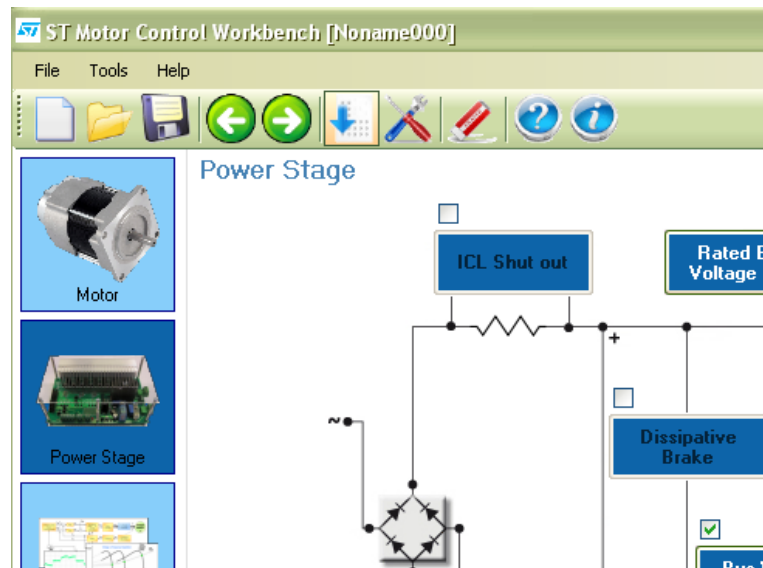 ST Motor Control Workbench [Noname000]
File Tools Help
Power Stage
ICL Shut out
Rated
Voltage
Motor
+
Dissipative
Brake
~
Power Stage